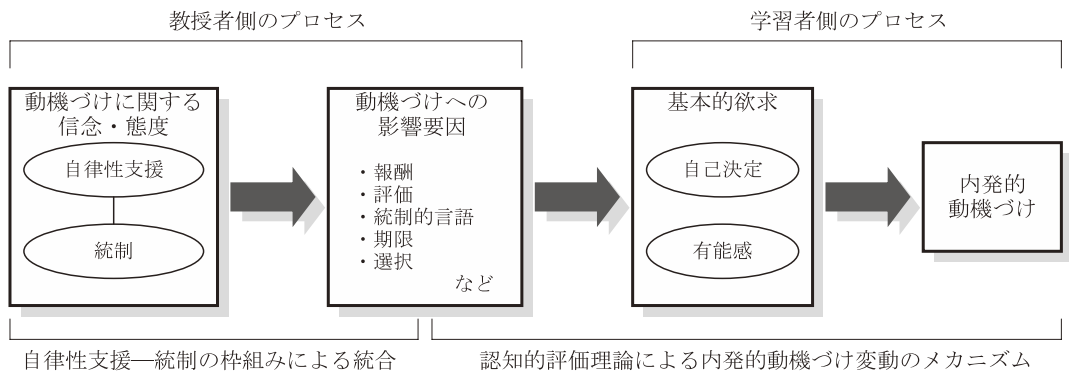 教授者側のプロセス
学習者側のプロセス
動機づけに関する
信念・態度
自律性支援
統制
動機づけへの
影響要因
・報酬
・評価
・統制的言語
・期限
・選択
など
基本的欲求
自己決定
有能感
内発的
動機づけ
自律性支援―統制の枠組みによる統合
認知的評価理論による内発的動機づけ変動のメカニズム